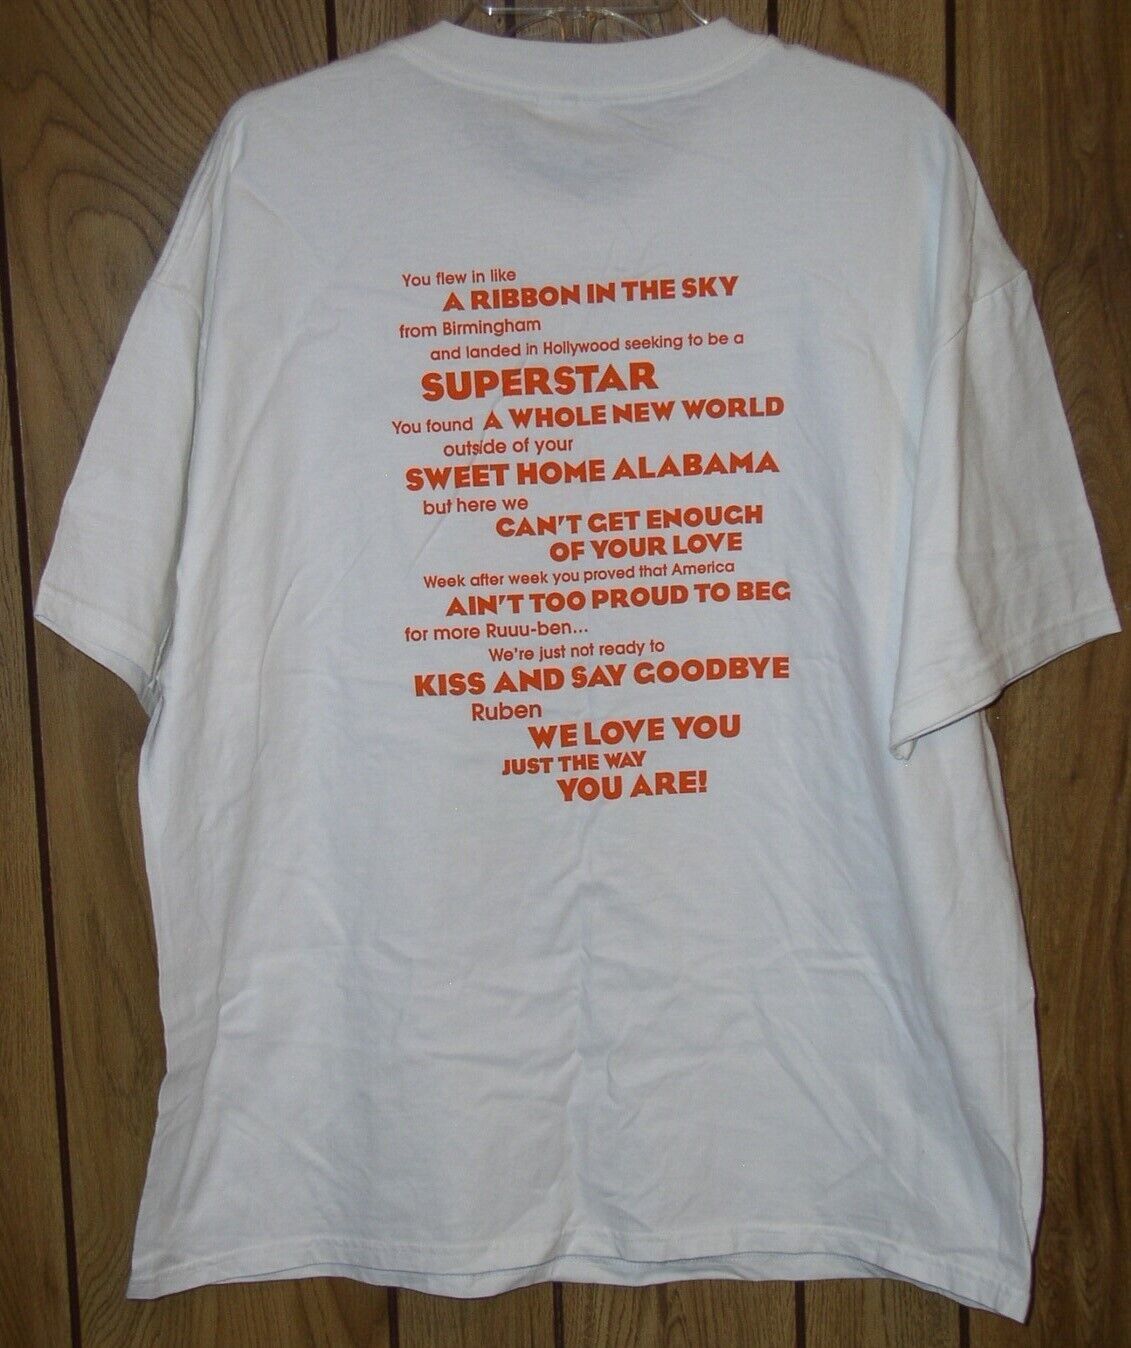 You flew in like
A RIBBON IN THE SKY
from Birmingham
and landed in Hollywood seeking to be a
SUPERSTAR
You found A WHOLE NEW WORLD
outside of your
SWEET HOME ALABAMA
but here we
CAN'T GET ENOUGH
OF YOUR LOVE
Week after week you proved that America
AIN'T TOO PROUD TO BEG
for more Ruuu-ben...
We're just not ready to
KISS AND SAY GOODBYE
Ruben
WE LOVE YOU
JUST THE WAY
YOU ARE!